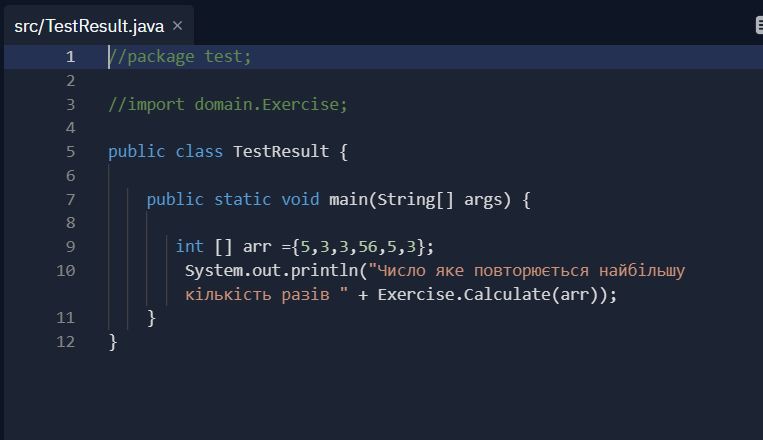 src/TestResult.java ×
1 //package test;
2
3 //import domain.Exercise;
4
5 public class TestResult {
6
7 public static void main(String[] args) {
8
9 int [] arr ={5,3,3,56,5,3};
10 System.out.println("Число яке повторюється найбільшу
кількість разів " + Exercise.Calculate(arr));
11 }
12 }